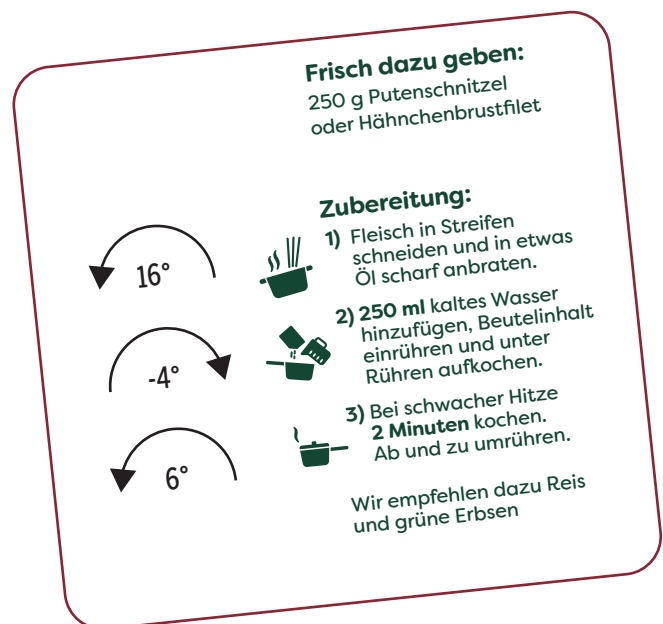 Frisch dazu geben:
250 g Putenschnitzel
oder Hähnchenbrustfilet
Zubereitung:
1) Fleisch in Streifen
schneiden und in etwas
Öl scharf anbraten.
16°
2) 250 ml kaltes Wasser
hinzufügen, Beutelinhalt
einrühren und unter
Rühren aufkochen.
-4°
3) Bei schwacher Hitze
2 Minuten kochen.
Ab und zu umrühren.
6°
Wir empfehlen dazu Reis
und grüne Erbsen